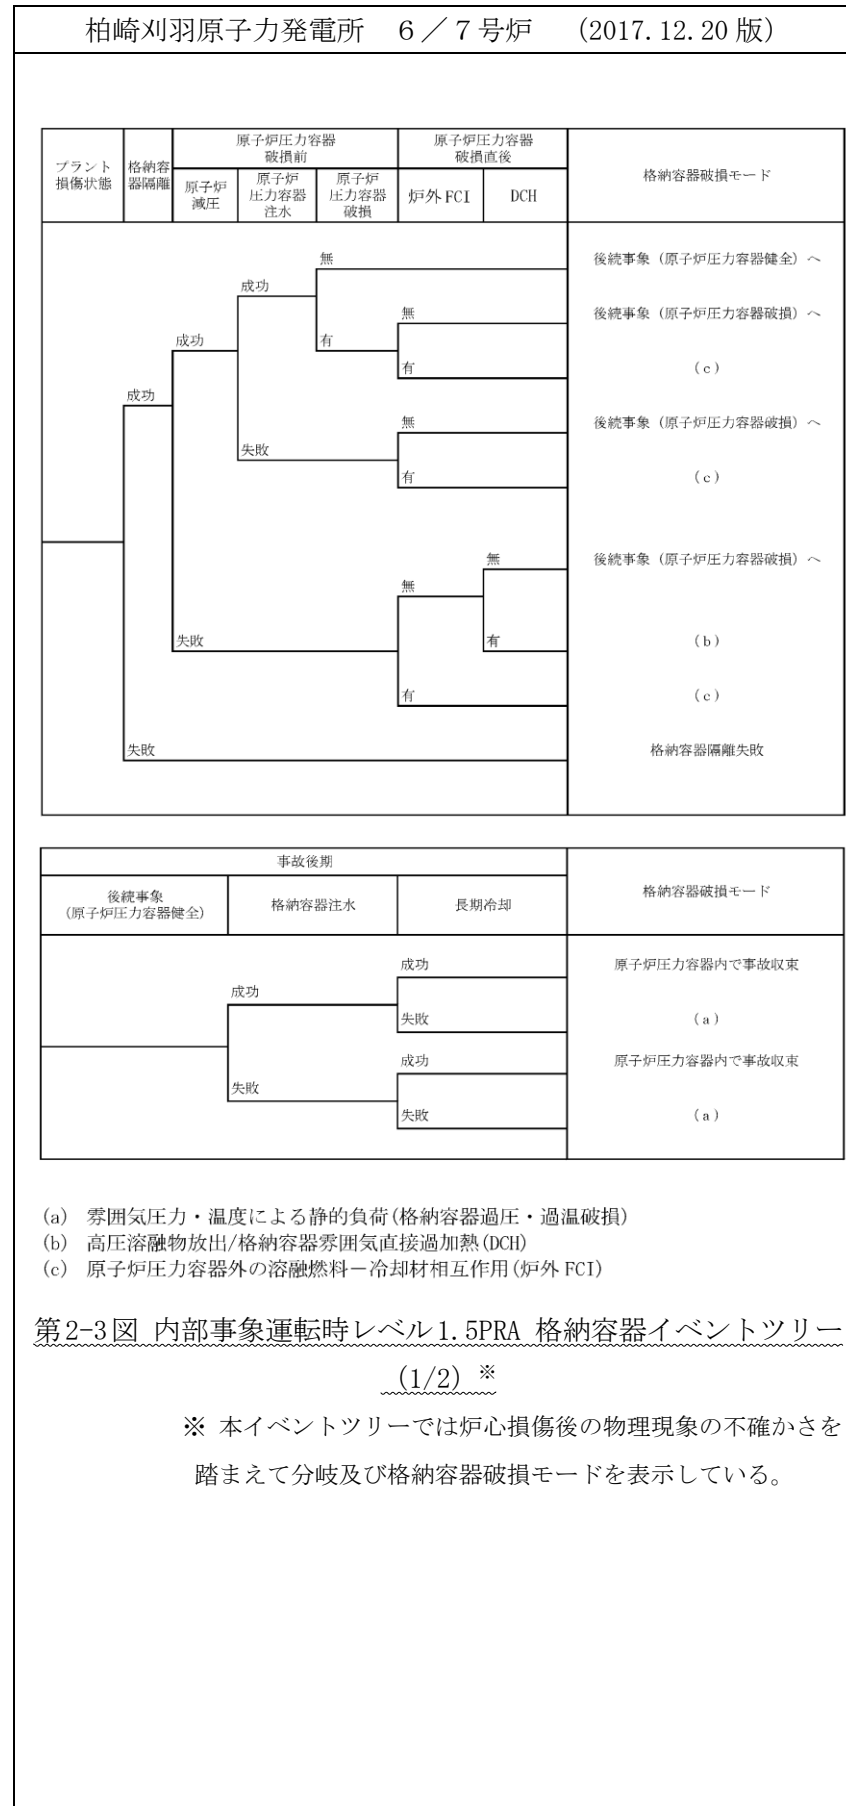 柏崎刈羽原子力発電所　６／７号炉　（2017.12.20 版）
プラント
損傷状態
格納容
器隔離
原子炉圧力容器
破損前
原子炉圧力容器
破損直後
格納容器破損モード
原子炉
減圧
原子炉
圧力容器
注水
原子炉
圧力容器
破損
炉外 FCI
DCH
無
後続事象（原子炉圧力容器健全）へ
成功
無
後続事象（原子炉圧力容器破損）へ
成功
有
有
（ｃ）
成功
無
後続事象（原子炉圧力容器破損）へ
失敗
有
（ｃ）
無
後続事象（原子炉圧力容器破損）へ
無
失敗
有
（ｂ）
有
（ｃ）
失敗
格納容器隔離失敗
事故後期
格納容器破損モード
後続事象
(原子炉圧力容器健全)
格納容器注水
長期冷却
成功
原子炉圧力容器内で事故収束
成功
失敗
（ａ）
成功
原子炉圧力容器内で事故収束
失敗
失敗
（ａ）
(a)　雰囲気圧力・温度による静的負荷(格納容器過圧・過温破損)
(b)　高圧溶融物放出/格納容器雰囲気直接過加熱(DCH)
(c)　原子炉圧力容器外の溶融燃料－冷却材相互作用(炉外 FCI)
第2-3図 内部事象運転時レベル1.5PRA 格納容器イベントツリー
（1/2）※
※ 本イベントツリーでは炉心損傷後の物理現象の不確かさを
踏まえて分岐及び格納容器破損モードを表示している。